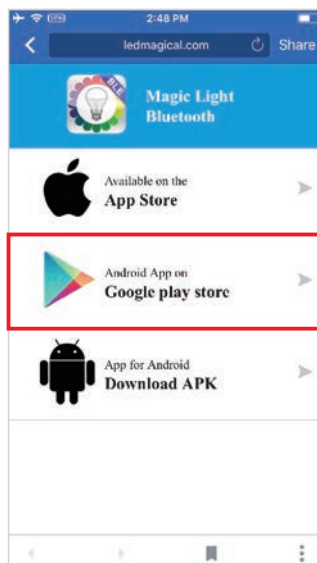 2:48 PM
ledmagical.com
Share
BLE
Magic Light
Bluetooth
Available on the
App Store
Android App on
Google play store
App for Android
Download APK